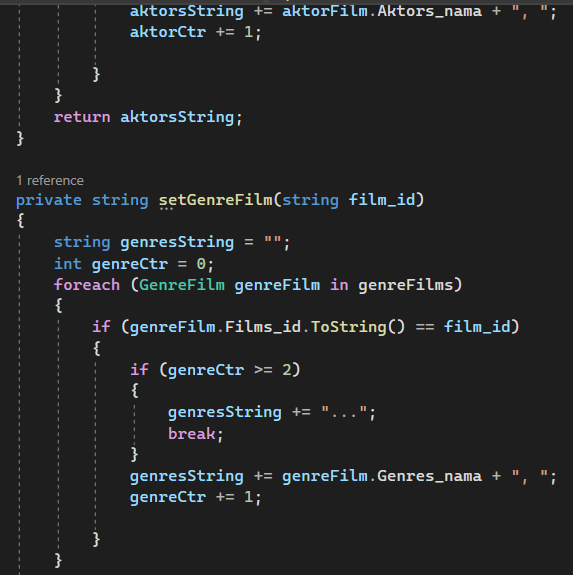 aktorsString += aktorFilm.Aktors_nama + ", ";
aktorCtr += 1;
}
}
return aktorsString;
}
1 reference
private string setGenreFilm(string film_id)
{
string genresString = "";
int genreCtr = 0;
foreach (GenreFilm genreFilm in genreFilms)
{
if (genreFilm.Films_id.ToString() == film_id)
{
if (genreCtr >= 2)
{
genresString += "...";
break;
}
genresString += genreFilm.Genres_nama + ", ";
genreCtr += 1;
}
}